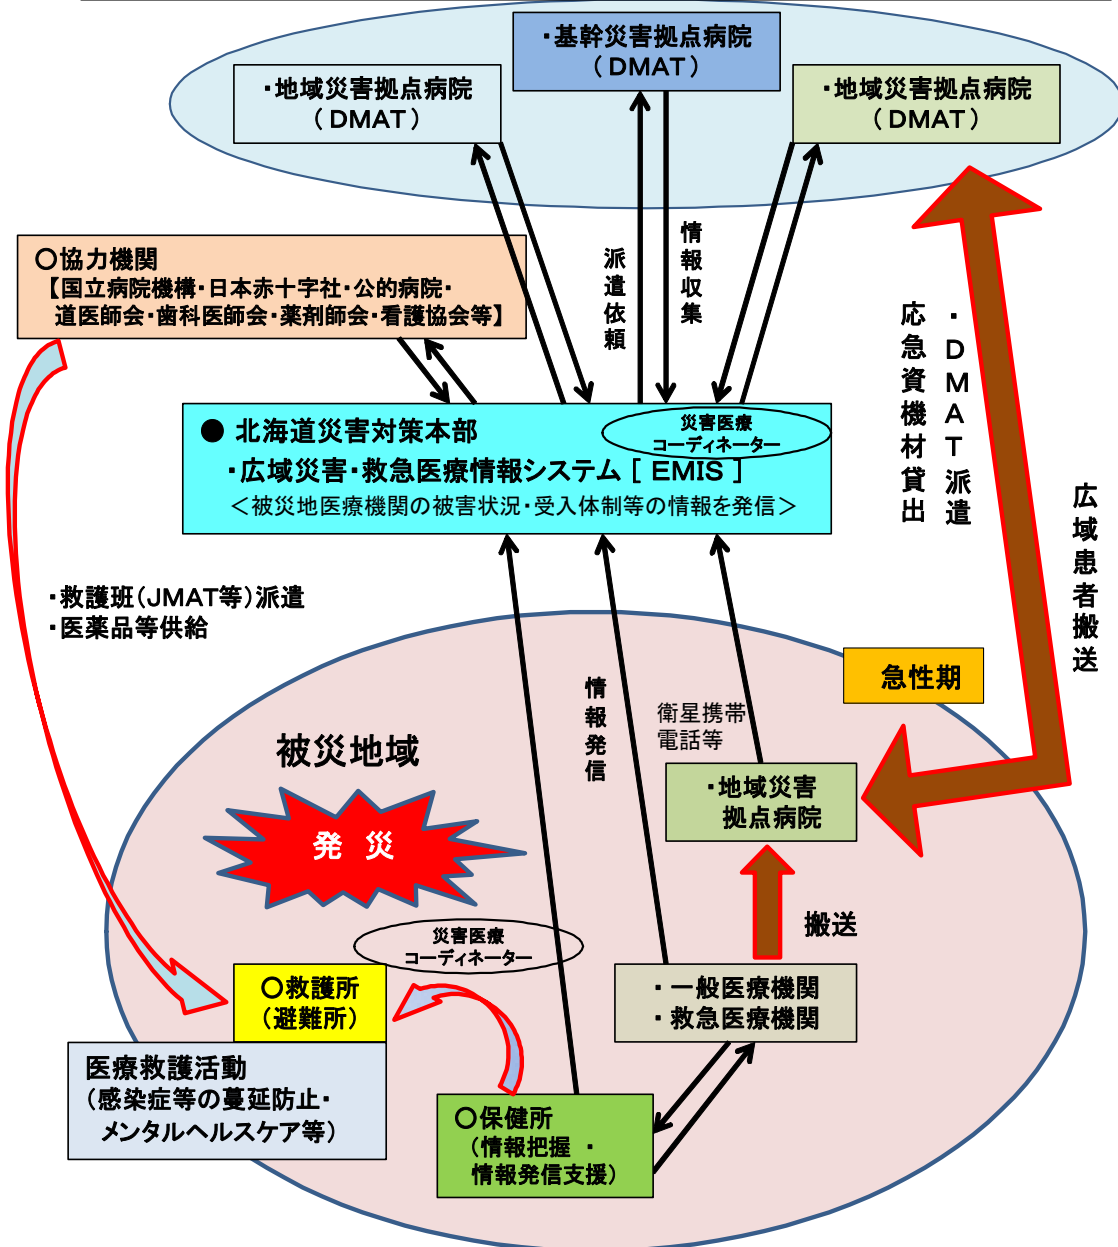 ・基幹災害拠点病院
（DMAT）
・地域災害拠点病院
（DMAT）
・地域災害拠点病院
（DMAT）
○協力機関
【国立病院機構・日本赤十字社・公的病院・
道医師会・歯科医師会・薬剤師会・看護協会等】
派遣依頼
情報収集
・DMAT派遣
応急資機材貸出
広域患者搬送
● 北海道災害対策本部
災害医療
コーディネーター
・広域災害・救急医療情報システム［ EMIS ］
＜被災地医療機関の被害状況・受入体制等の情報を発信＞
・救護班（JMAT等）派遣
・医薬品等供給
急性期
情報発信
衛星携帯
電話等
被災地域
・地域災害
拠点病院
発 災
搬送
災害医療
コーディネーター
○救護所
（避難所）
・一般医療機関
・救急医療機関
医療救護活動
（感染症等の蔓延防止・
メンタルヘルスケア等）
○保健所
（情報把握 ・
情報発信支援）